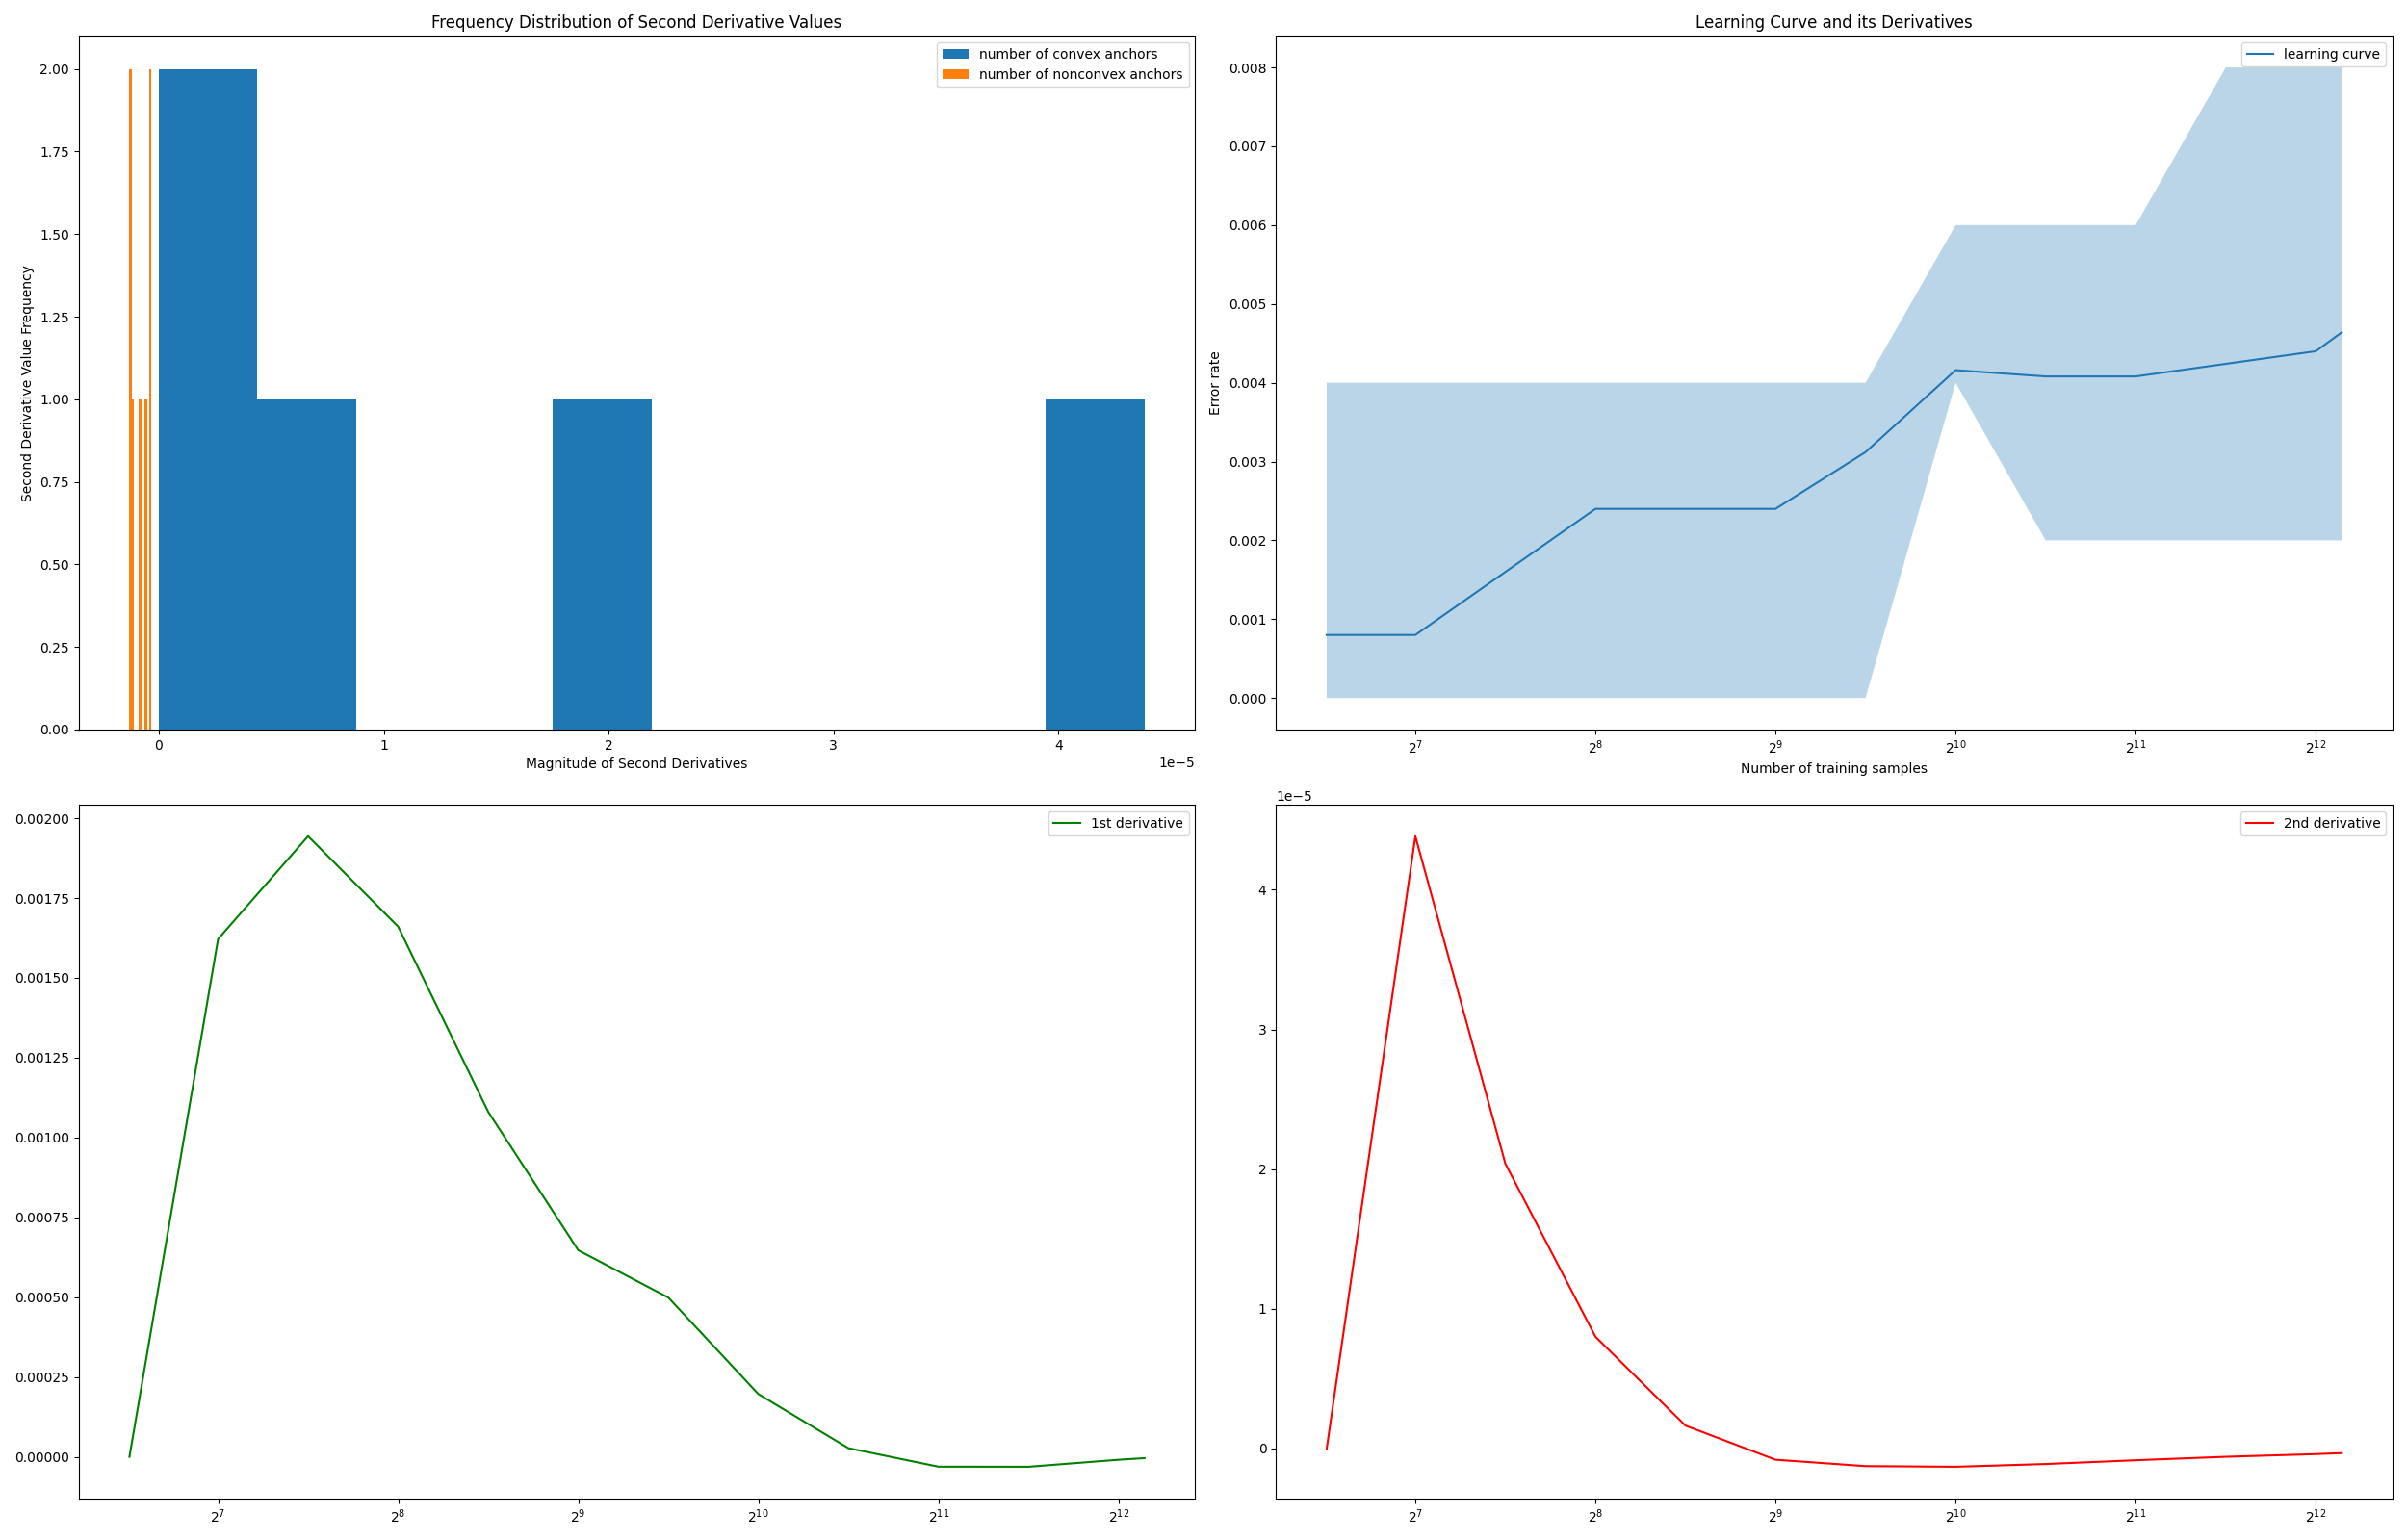 Frequency Distribution of Second Derivative Values
Second Derivative Value Frequency
2.00
1.75
1.50
1.25
1.00
0.75
0.50
0.25
0.00
number of convex anchors
number of nonconvex anchors
0 1 2 3 4
1e−5
Magnitude of Second Derivatives
Learning Curve and its Derivatives
Error rate
0.008
0.007
0.006
0.005
0.004
0.003
0.002
0.001
0.000
learning curve
2^7 2^8 2^9 2^10 2^11 2^12
Number of training samples
0.00200
0.00175
0.00150
0.00125
0.00100
0.00075
0.00050
0.00025
0.00000
1st derivative
2^7 2^8 2^9 2^10 2^11 2^12
1e−5
4
3
2
1
0
2nd derivative
2^7 2^8 2^9 2^10 2^11 2^12